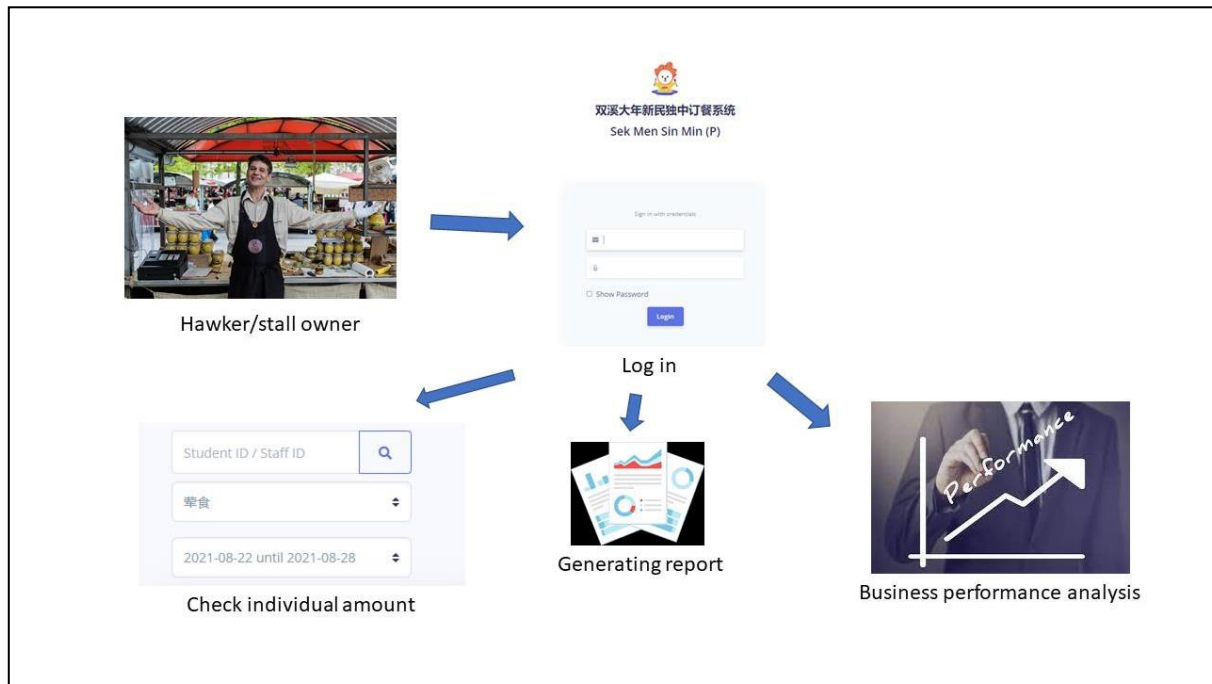 双溪大年新民独中订餐系统
Sek Men Sin Min (P)
Sign in with credentials
Show Password
Login
Hawker/stall owner
Log in
Student ID / Staff ID
荤食
2021-08-22 until 2021-08-28
Check individual amount
Generating report
Performance
Business performance analysis